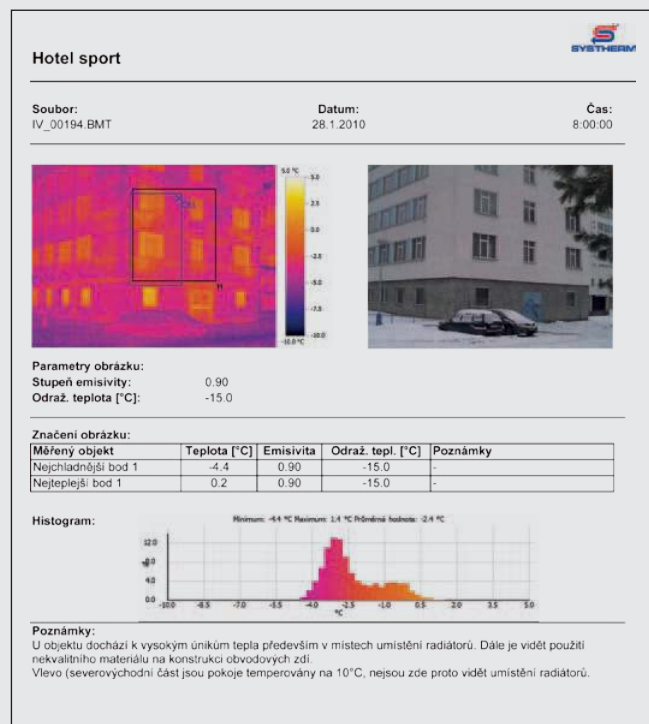 SYSTHERM
Hotel sport
Soubor: Datum: Čas:
IV_00194.BMT 28.1.2010 8:00:00
5.0 °C
5.0
2.5
-0.0
-2.5
-5.0
-7.5
-10.0
-10.0 °C
Parametry obrázku:
Stupeň emisivity: 0.90
Odraž. teplota [°C]: -15.0
Značení obrázku:
Měřený objekt Teplota [°C] Emisivita Odraž. tepl. [°C] Poznámky
Nejchladnější bod 1 -4.4 0.90 -15.0 -
Nejteplejší bod 1 0.2 0.90 -15.0 -
Histogram:
Minimum: -4.4 °C Maximum: 1.4 °C Průměrná hodnota: -2.4 °C
12.0
8.0
4.0
-10.0 -8.5 -7.0 -5.5 -4.0 -2.5 -1.0 0.5 2.0 3.5 5.0
°C
Poznámky:
U objektu dochází k vysokým únikům tepla především v místech umístění radiátorů. Dále je vidět použití
nekvalitního materiálu na konstrukci obvodových zdí.
Vlevo (severovýchodní část jsou pokoje temperovány na 10°C, nejsou zde proto vidět umístění radiátorů.